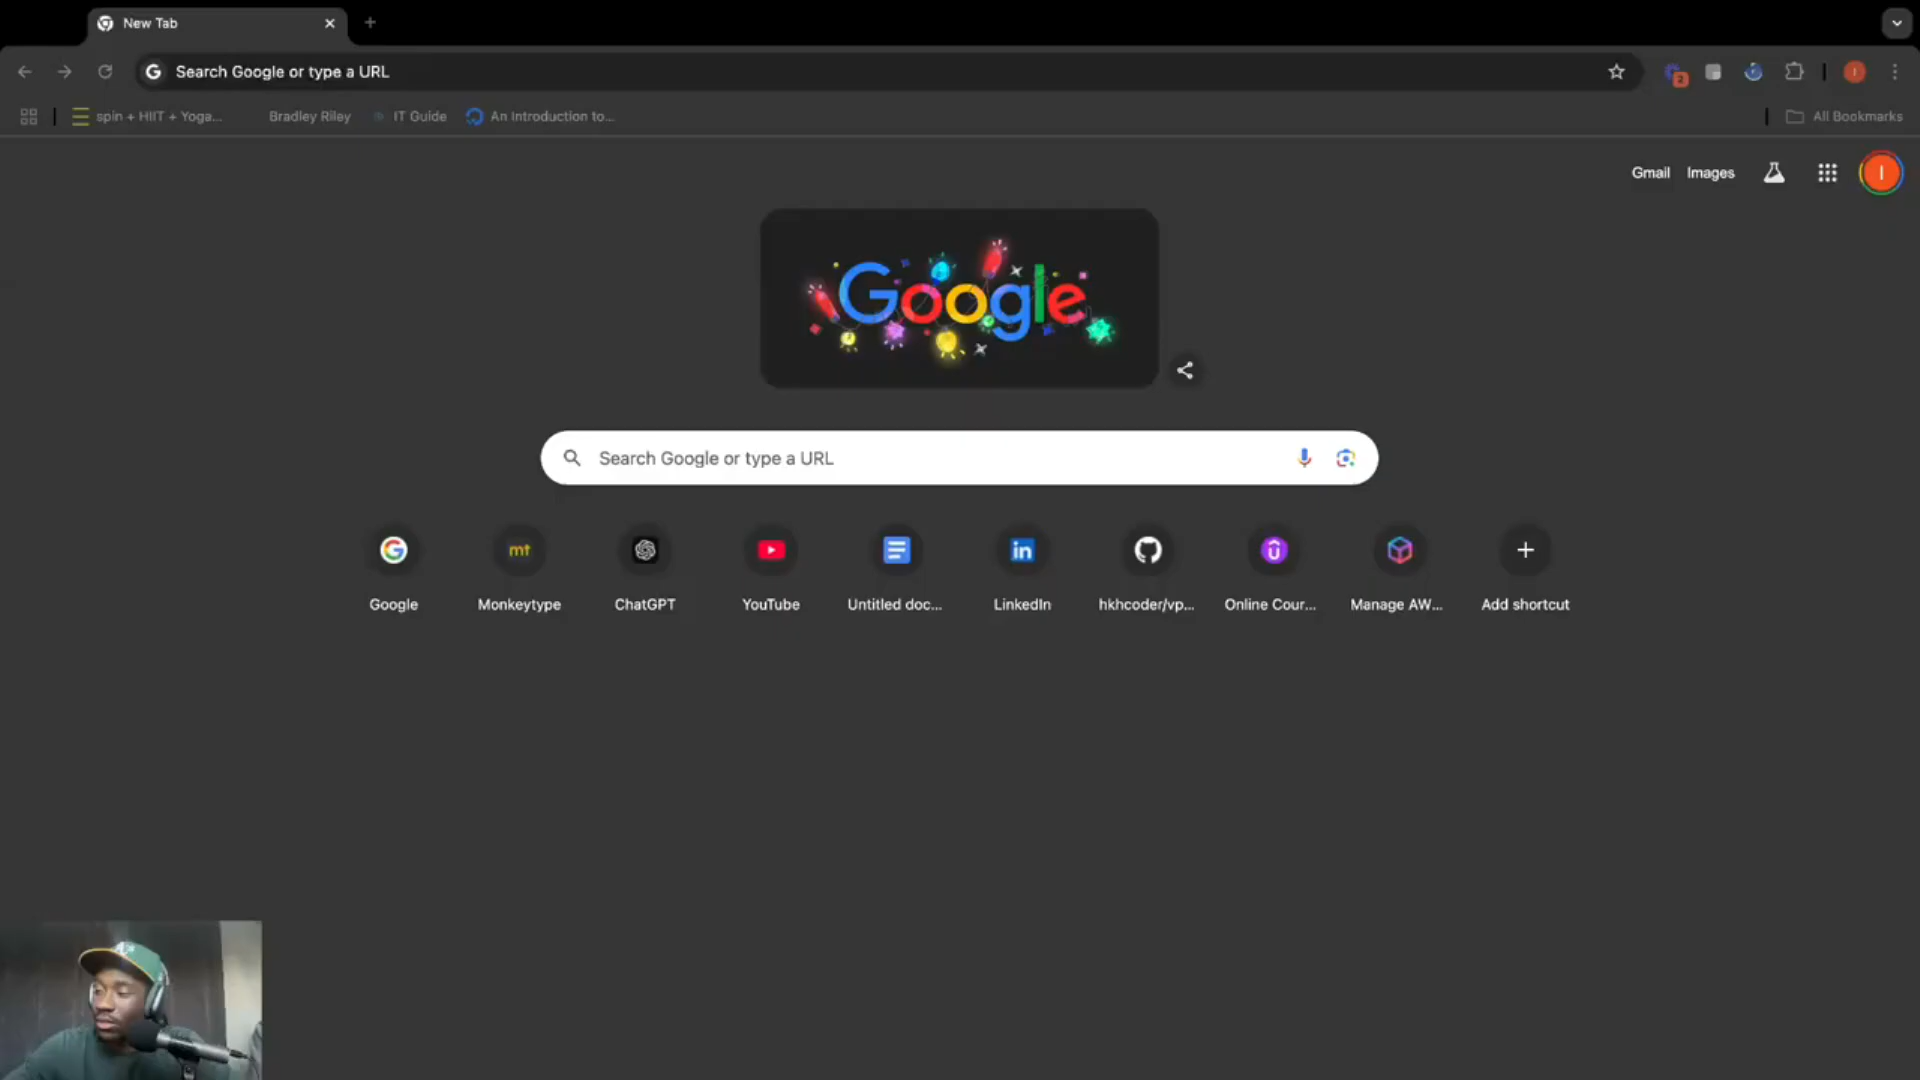 New Tab
Search Google or type a URL
2
I
spin + HIIT + Yoga...
Bradley Riley
IT Guide
An Introduction to...
All Bookmarks
Gmail
Images
I
Google
Search Google or type a URL
mt
in
Google
Monkeytype
ChatGPT
YouTube
Untitled doc...
LinkedIn
hkhcoder/vp...
Online Cour...
Manage AW...
Add shortcut